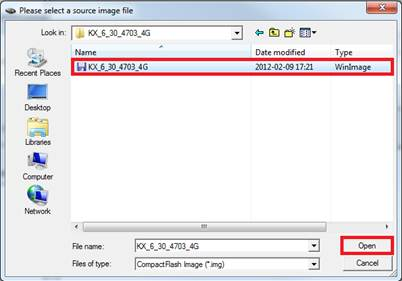 Please select a source image file
Look in: KX_6_30_4703_4G
Name Date modified Type
KX_6_30_4703_4G 2012-02-09 17:21 WinImage
Recent Places
Desktop
Libraries
Computer
Network
File name: KX_6_30_4703_4G Open
Files of type: CompactFlash Image (*.img) Cancel